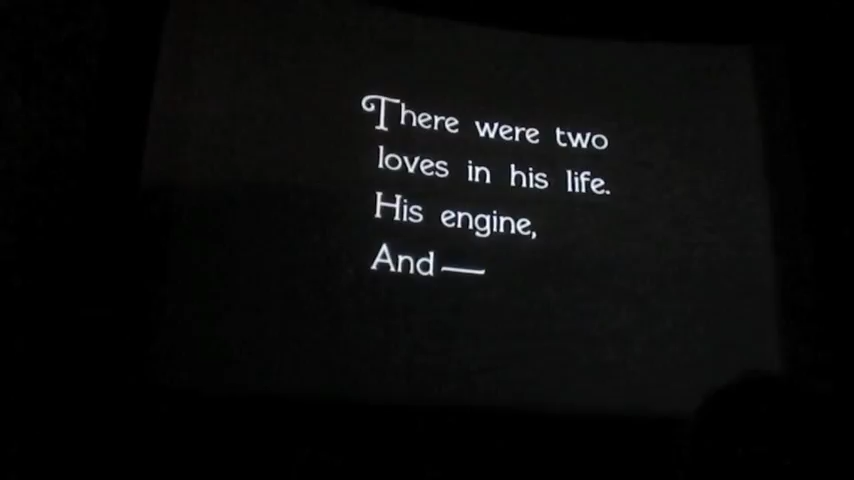 There were two
loves in his life.
His engine,
And —